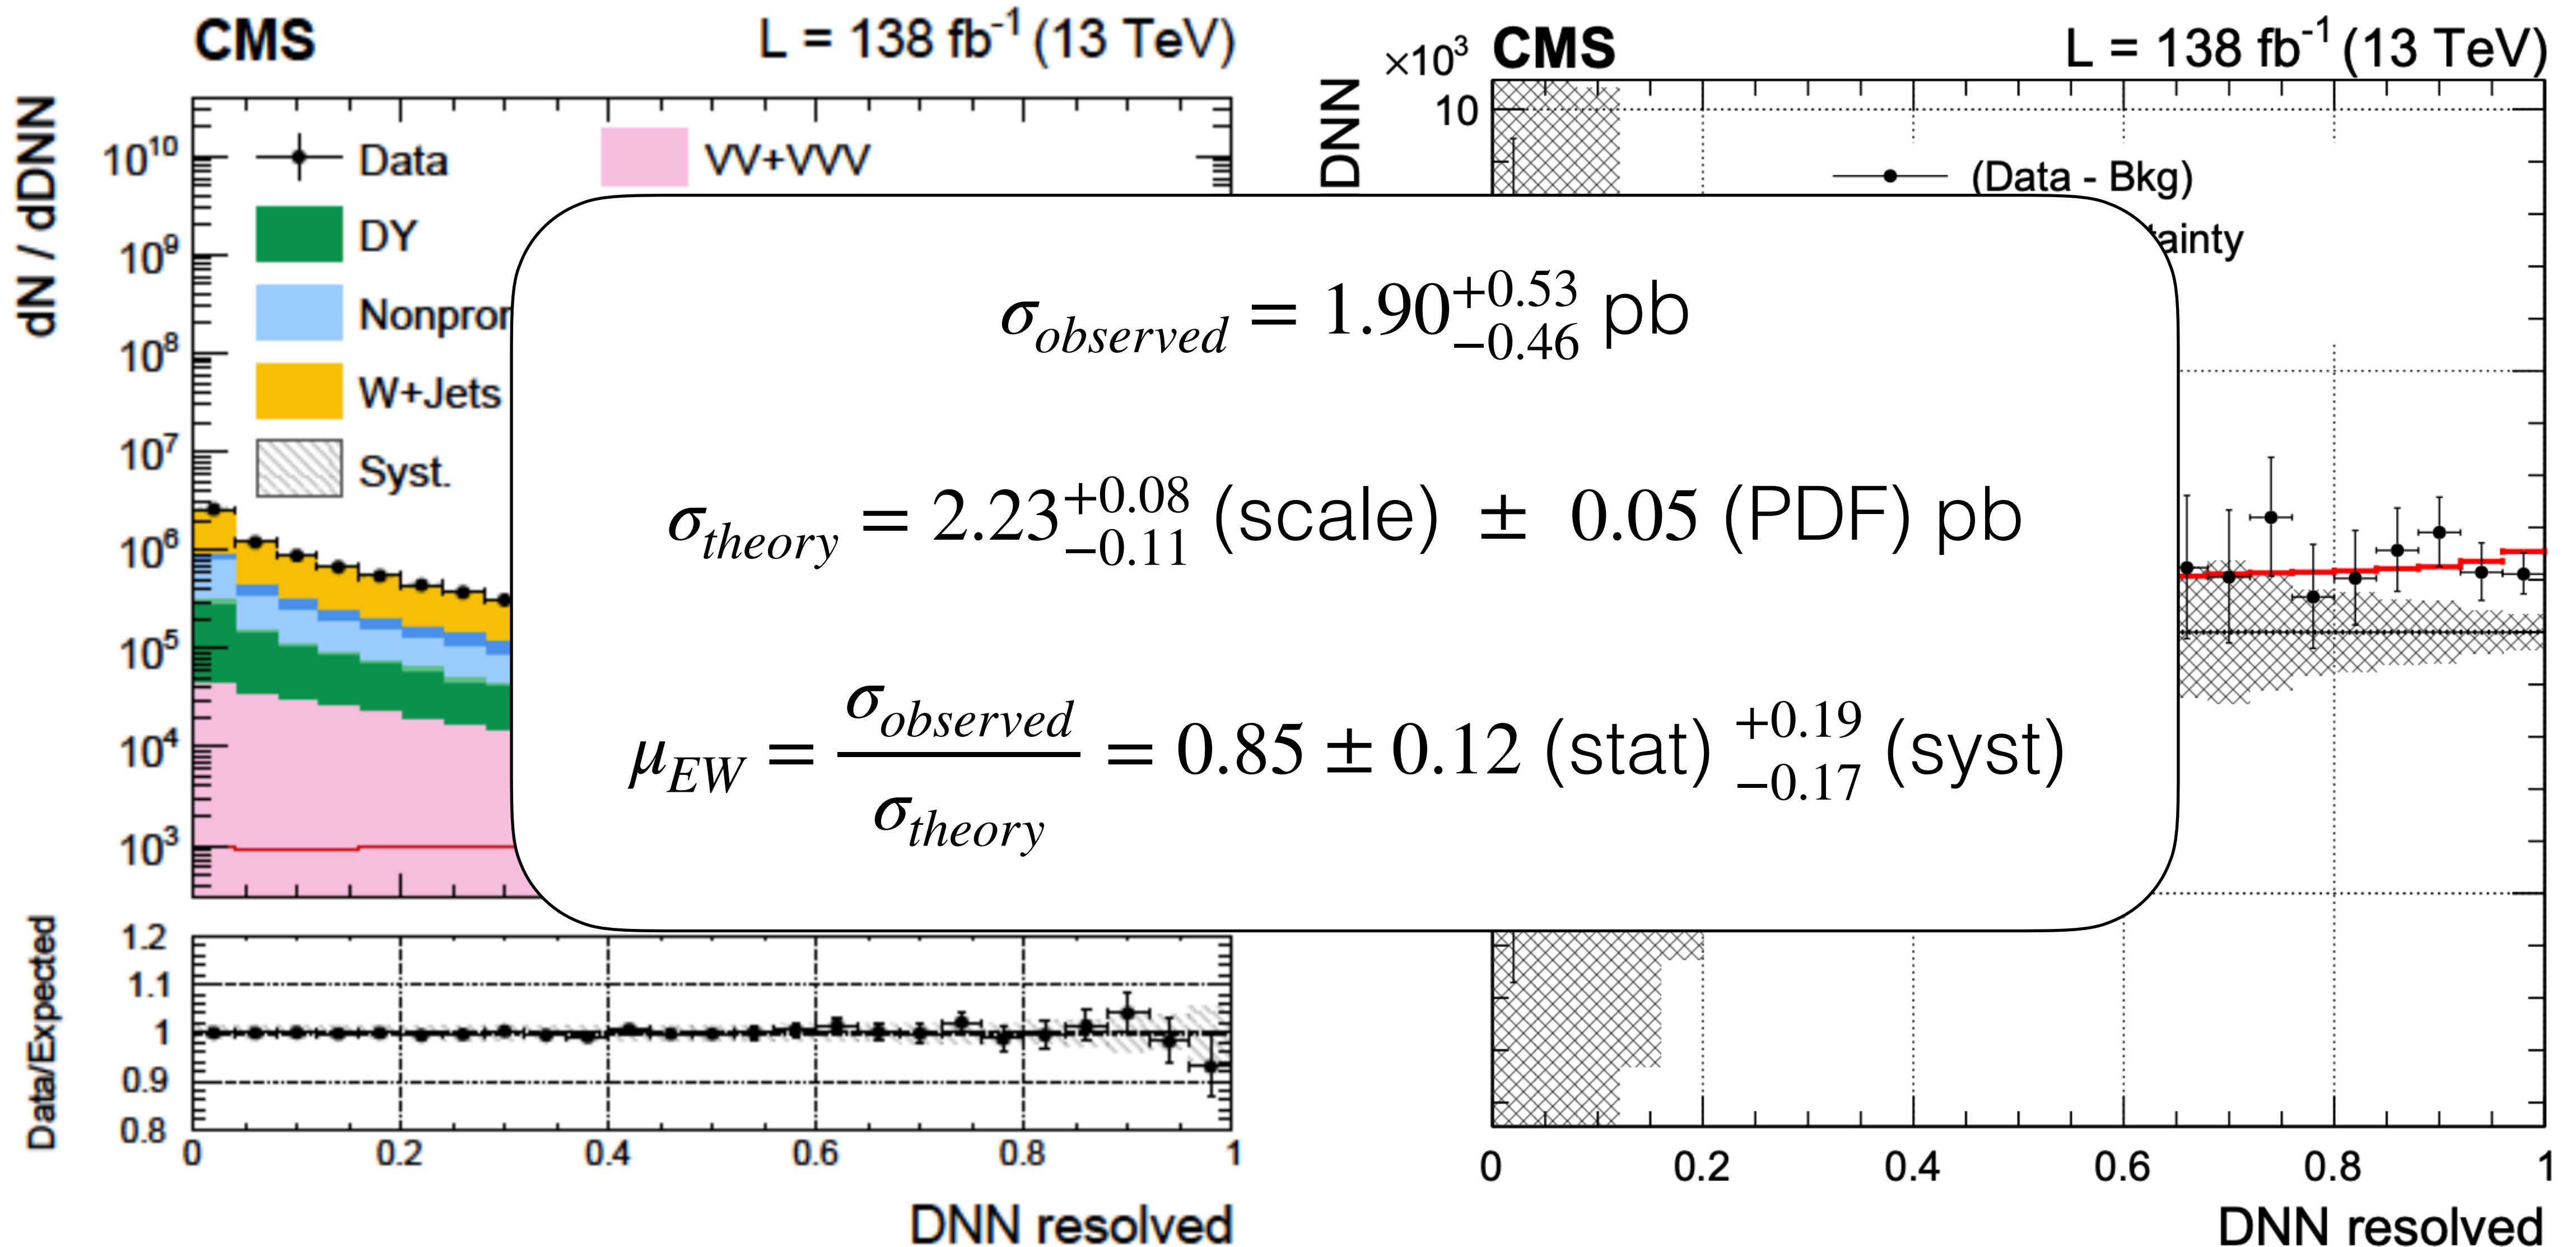 CMS
L = 138 fb⁻¹ (13 TeV)
dN / dDNN
10¹⁰
10⁹
10⁸
10⁷
10⁶
10⁵
10⁴
10³
Data
VV+VVV
DY
W+Jets
Syst.
Data/Expected
1.2
1.1
1
0.9
0.8
0 0.2 0.4 0.6 0.8 1
DNN resolved
σ_observed = 1.90 +0.53 −0.46 pb
σ_theory = 2.23 +0.08 −0.11 (scale) ± 0.05 (PDF) pb
μ_EW = σ_observed / σ_theory = 0.85 ± 0.12 (stat) +0.19 −0.17 (syst)
×10³ CMS
L = 138 fb⁻¹ (13 TeV)
DNN
10
(Data - Bkg)
0 0.2 0.4 0.6 0.8 1
DNN resolved